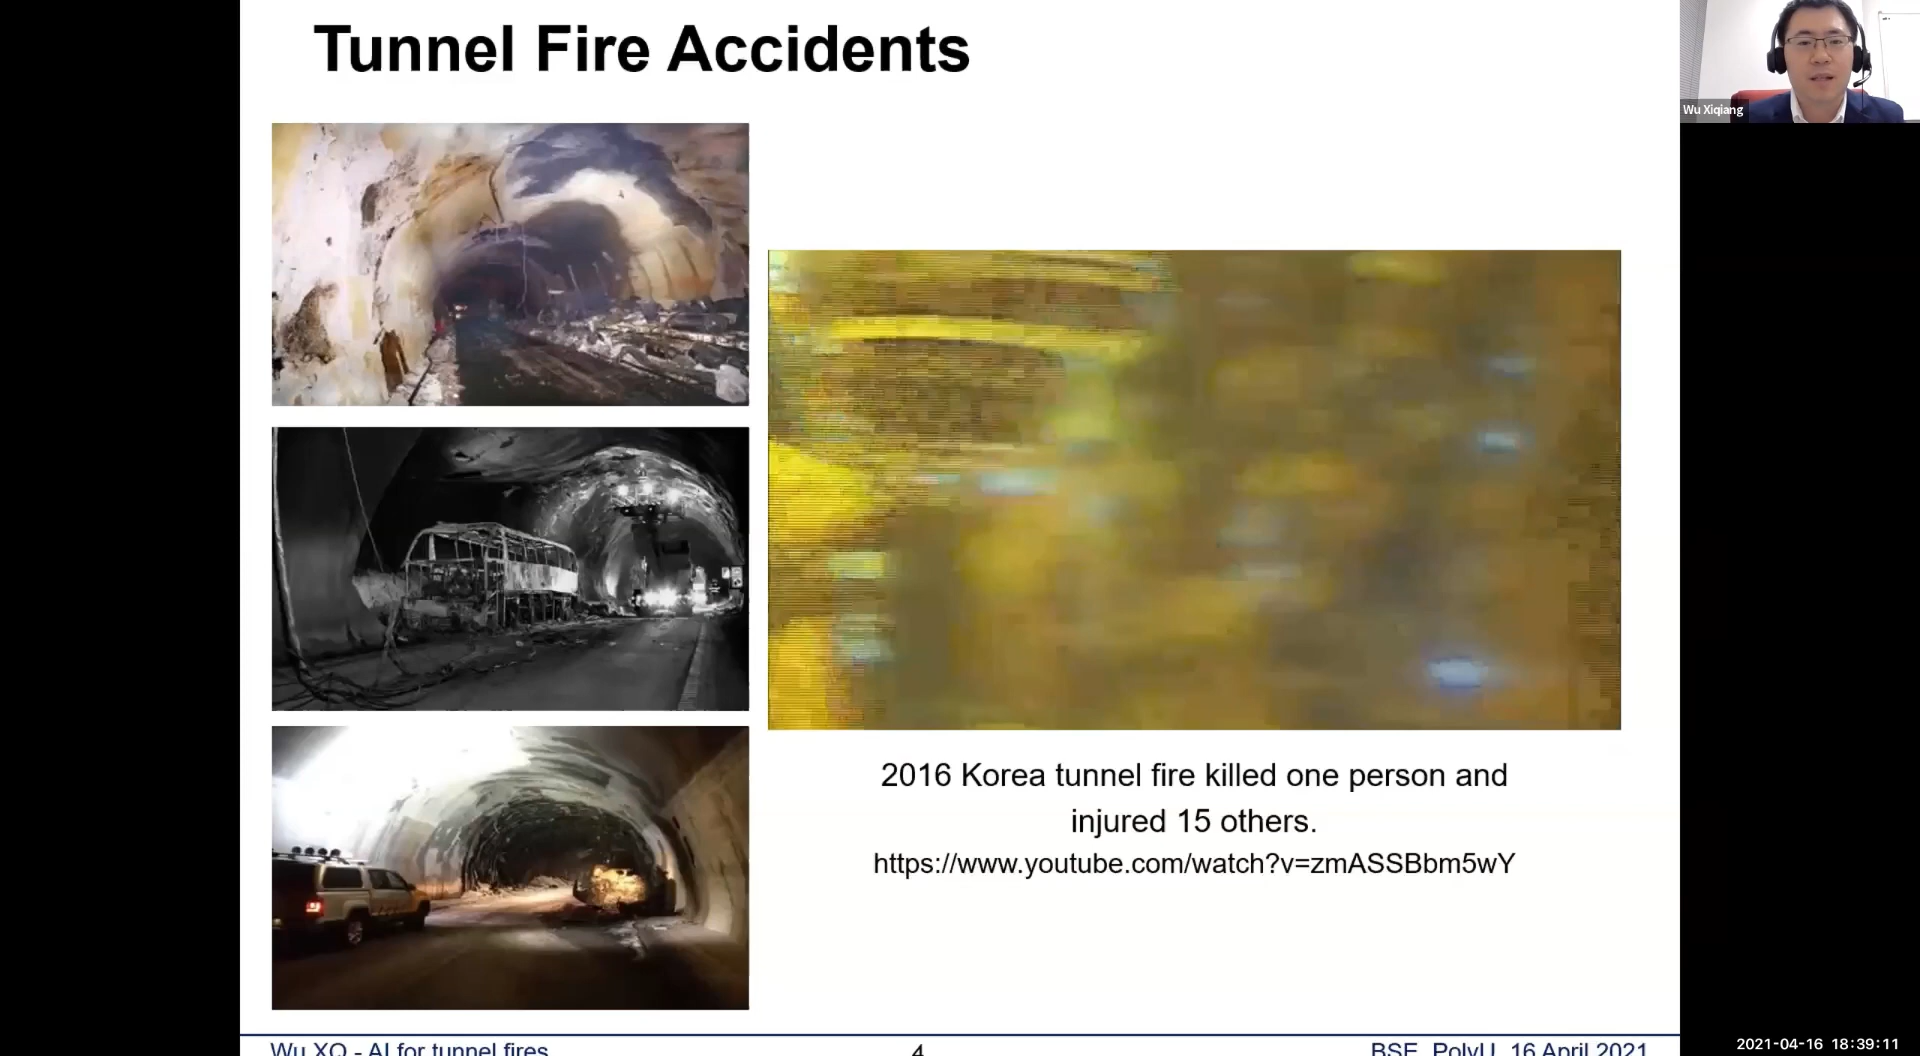 Tunnel Fire Accidents
Wu Xiqiang
2016 Korea tunnel fire killed one person and
injured 15 others.
https://www.youtube.com/watch?v=zmASSBbm5wY
Wu XQ - AI for tunnel fires
4
BSE, PolyU, 16 April 2021
2021-04-16 18:39:11